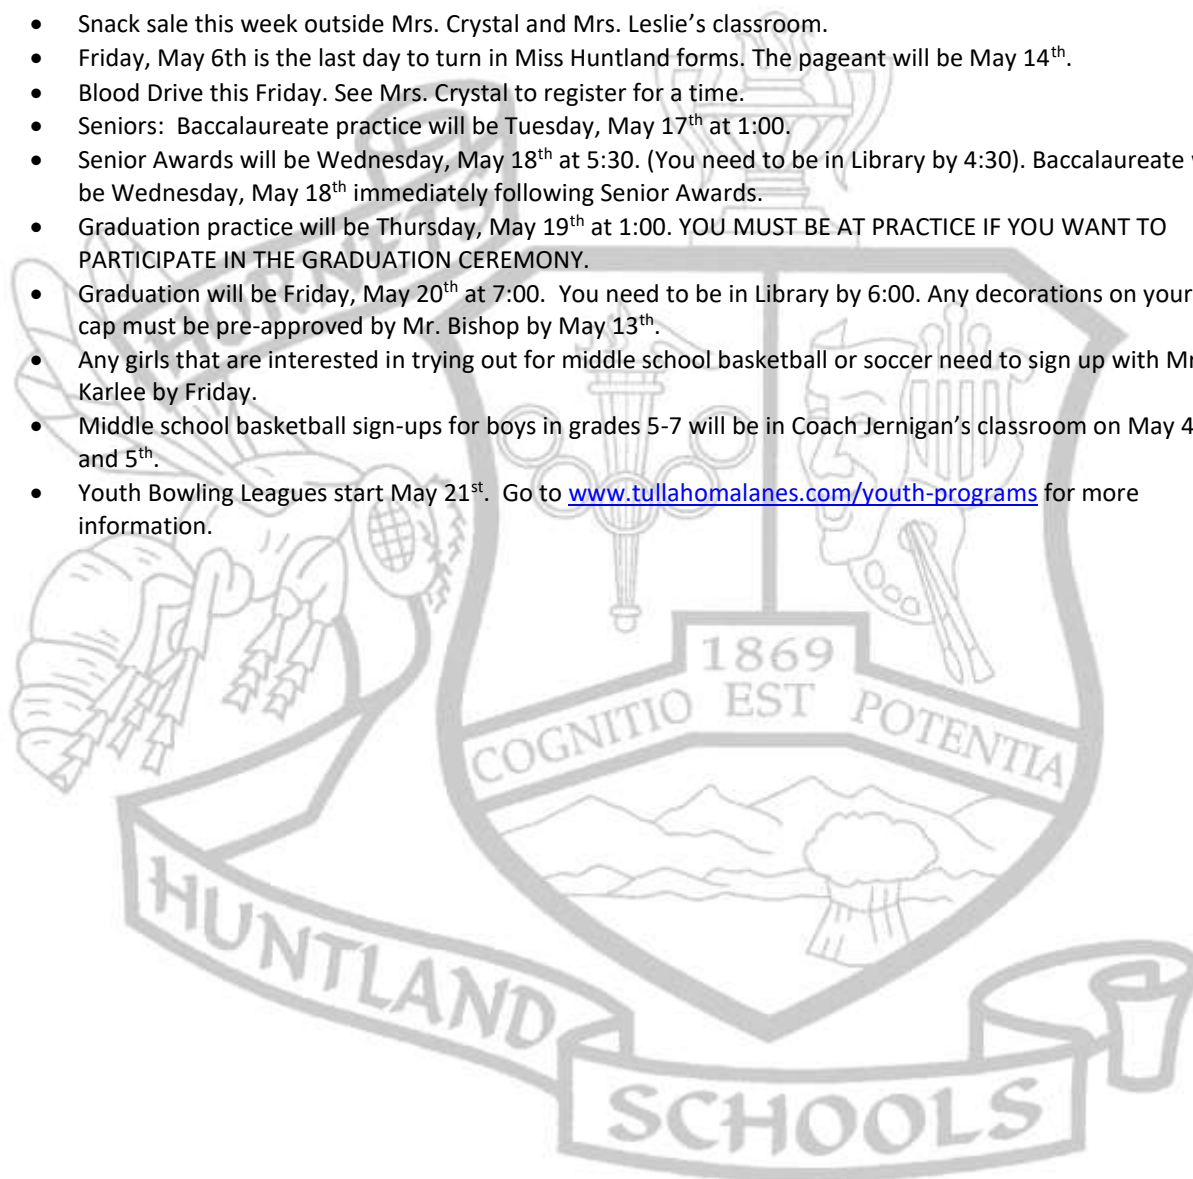 • Snack sale this week outside Mrs. Crystal and Mrs. Leslie’s classroom.
• Friday, May 6th is the last day to turn in Miss Huntland forms. The pageant will be May 14th.
• Blood Drive this Friday. See Mrs. Crystal to register for a time.
• Seniors: Baccalaureate practice will be Tuesday, May 17th at 1:00.
• Senior Awards will be Wednesday, May 18th at 5:30. (You need to be in Library by 4:30). Baccalaureate
be Wednesday, May 18th immediately following Senior Awards.
• Graduation practice will be Thursday, May 19th at 1:00. YOU MUST BE AT PRACTICE IF YOU WANT TO
PARTICIPATE IN THE GRADUATION CEREMONY.
• Graduation will be Friday, May 20th at 7:00. You need to be in Library by 6:00. Any decorations on your
cap must be pre-approved by Mr. Bishop by May 13th.
• Any girls that are interested in trying out for middle school basketball or soccer need to sign up with
Karlee by Friday.
• Middle school basketball sign-ups for boys in grades 5-7 will be in Coach Jernigan’s classroom on May 4
and 5th.
• Youth Bowling Leagues start May 21st. Go to www.tullahomalanes.com/youth-programs for more
information.
HORNETS
1869
COGNITIO EST POTENTIA
HUNTLAND
SCHOOLS